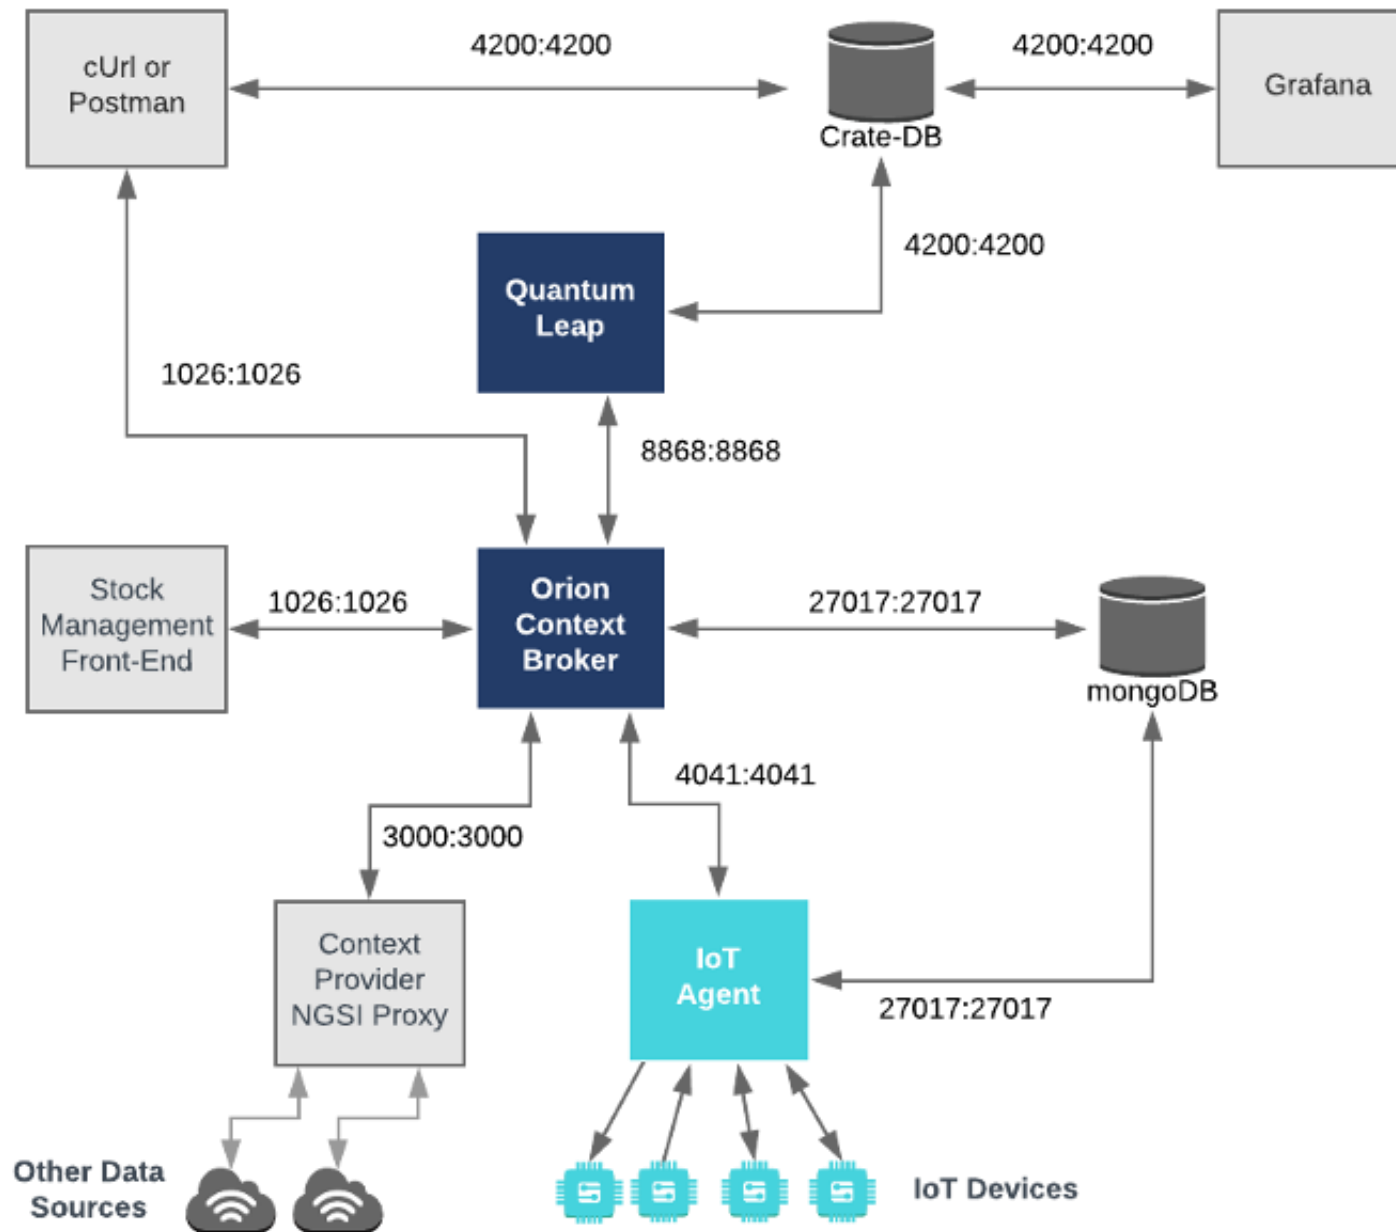 cUrl or
Postman
4200:4200
Crate-DB
4200:4200
Grafana
4200:4200
Quantum
Leap
1026:1026
8868:8868
Stock
Management
Front-End
1026:1026
Orion
Context
Broker
27017:27017
mongoDB
4041:4041
3000:3000
Context
Provider
NGSI Proxy
IoT
Agent
27017:27017
Other Data
Sources
IoT Devices